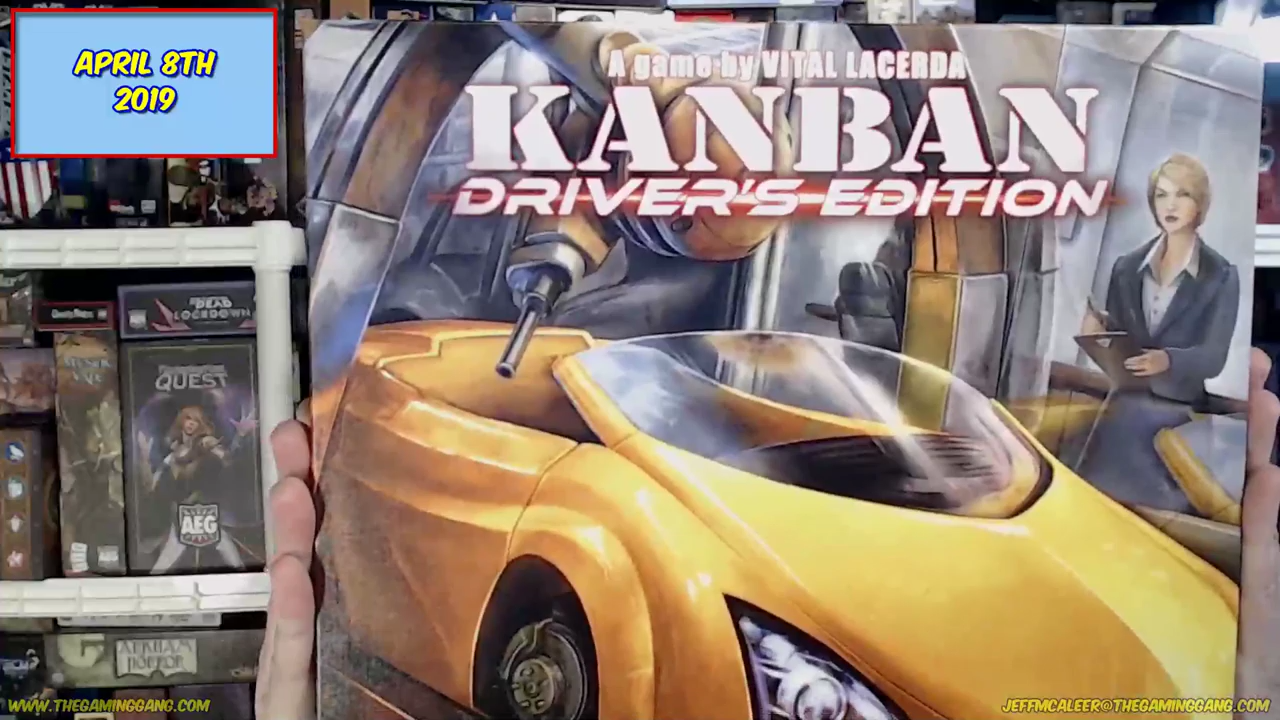 APRIL 8TH
2019
A game by VITAL LACERDA
KANBAN
DRIVER'S EDITION
DEAD
LOCKDOWN
QUEST
AEG
ARKHAM
HORROR
WWW.THEGAMINGGANG.COM
JEFFMCALEER@THEGAMINGGANG.COM